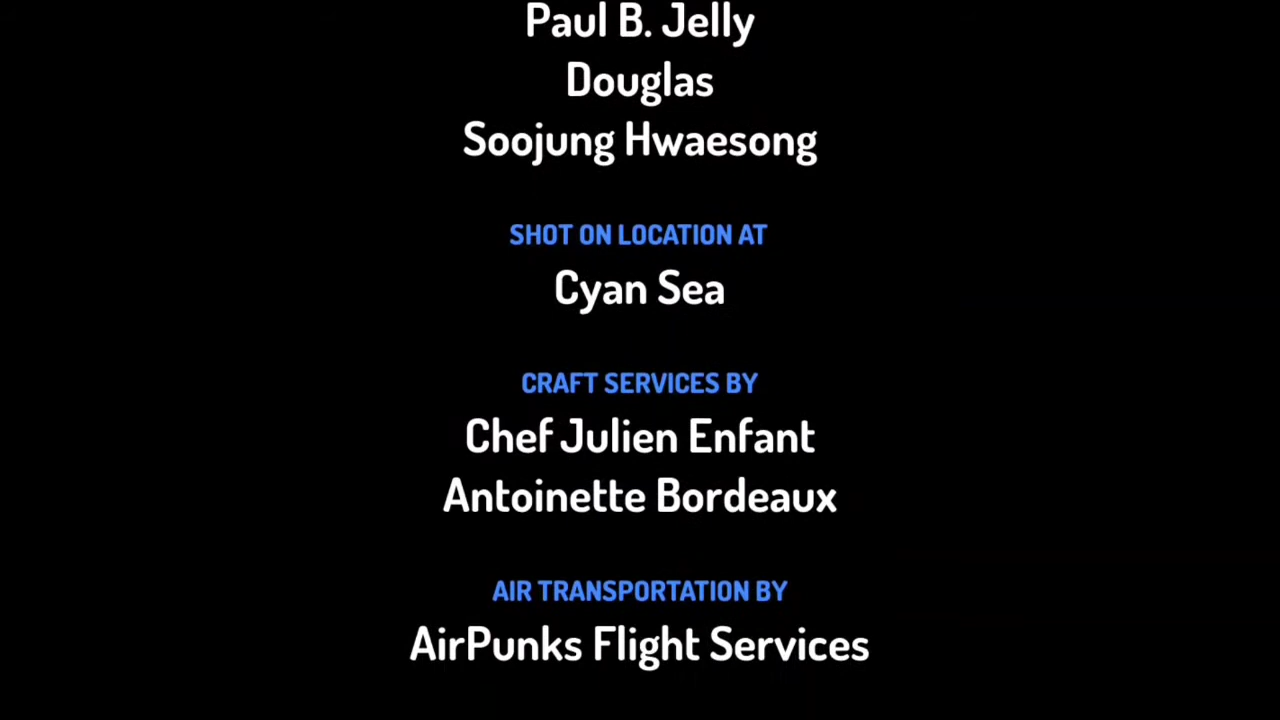 Paul B. Jelly
Douglas
Soojung Hwaesong
SHOT ON LOCATION AT
Cyan Sea
CRAFT SERVICES BY
Chef Julien Enfant
Antoinette Bordeaux
AIR TRANSPORTATION BY
AirPunks Flight Services